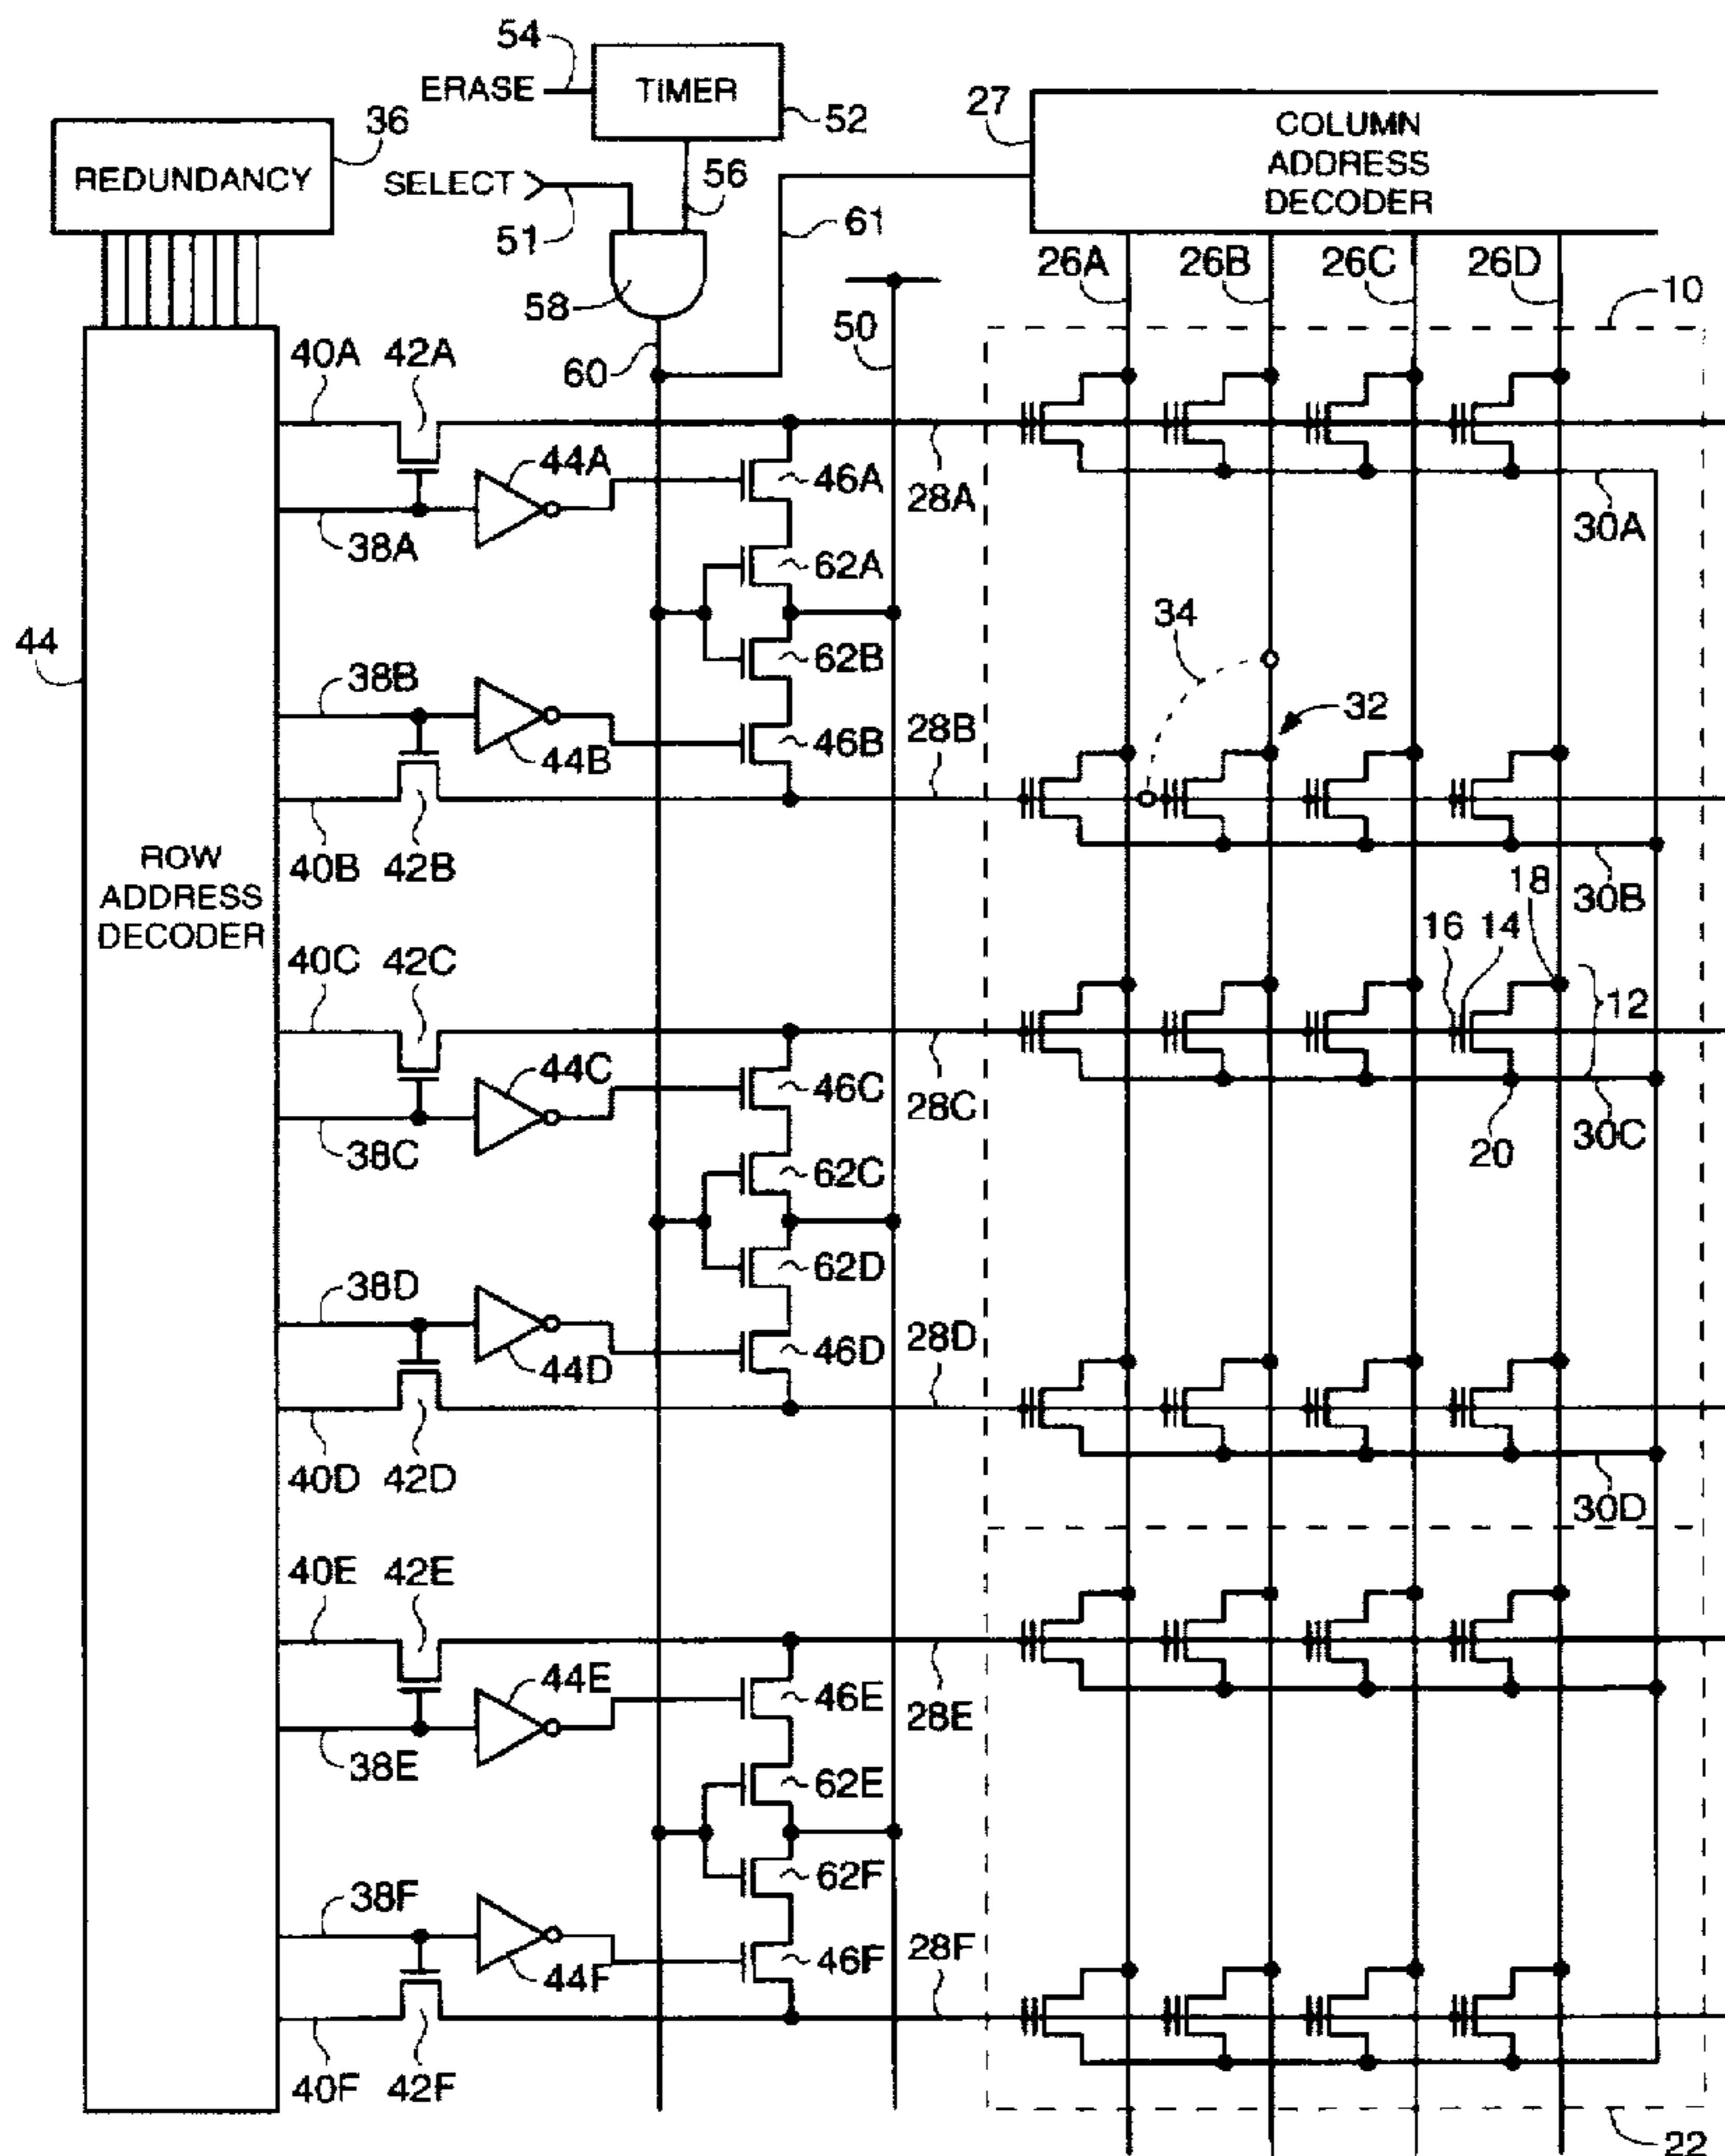 54
ERASE
TIMER
52
27
COLUMN
ADDRESS
DECODER
36
REDUNDANCY
SELECT
51
56
61
58
60
50
26A
26B
26C
26D
10
40A
42A
44A
46A
28A
30A
38A
62A
34
44
38B
62B
32
44B
46B
28B
40B
42B
ROW
ADDRESS
DECODER
18
30B
16
14
40C
42C
12
44C
46C
28C
38C
62C
20
30C
38D
62D
44D
46D
28D
40D
42D
30D
40E
42E
44E
46E
28E
38E
62E
38F
62F
44F
46F
28F
40F
42F
22